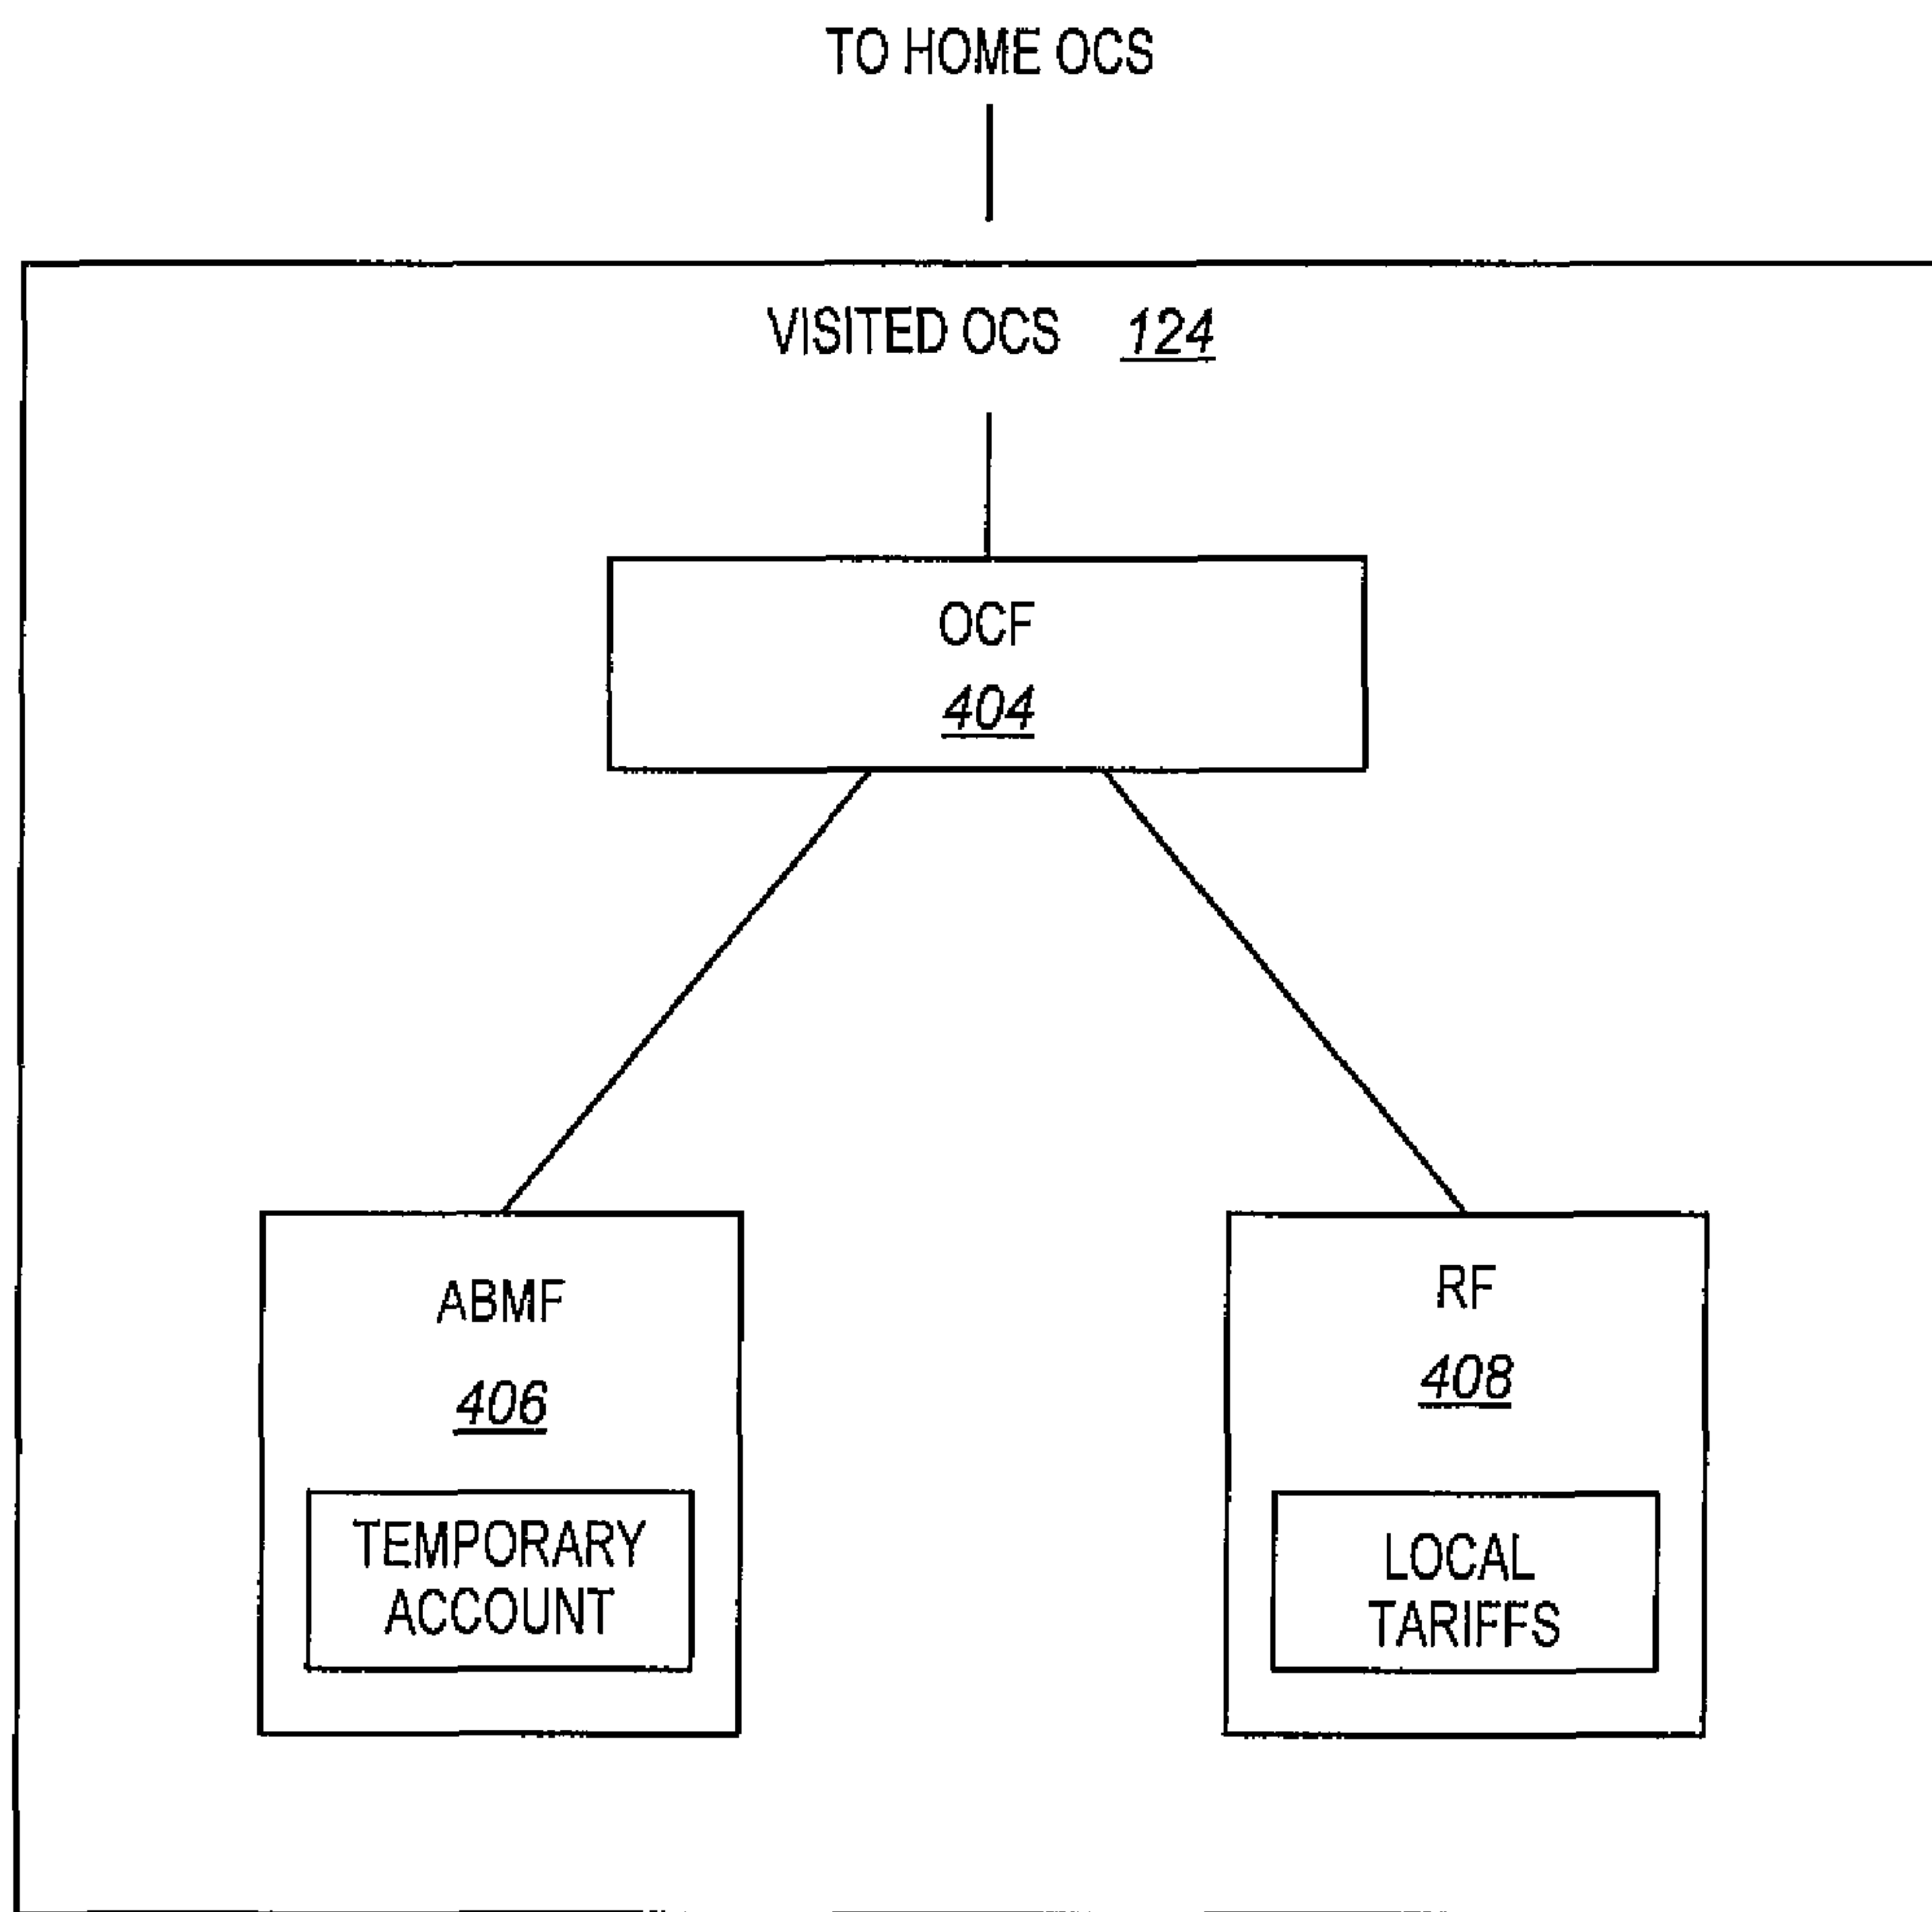 TO HOME OCS
VISITED OCS 124
OCF
404
ABMF
406
TEMPORARY
ACCOUNT
RF
408
LOCAL
TARIFFS